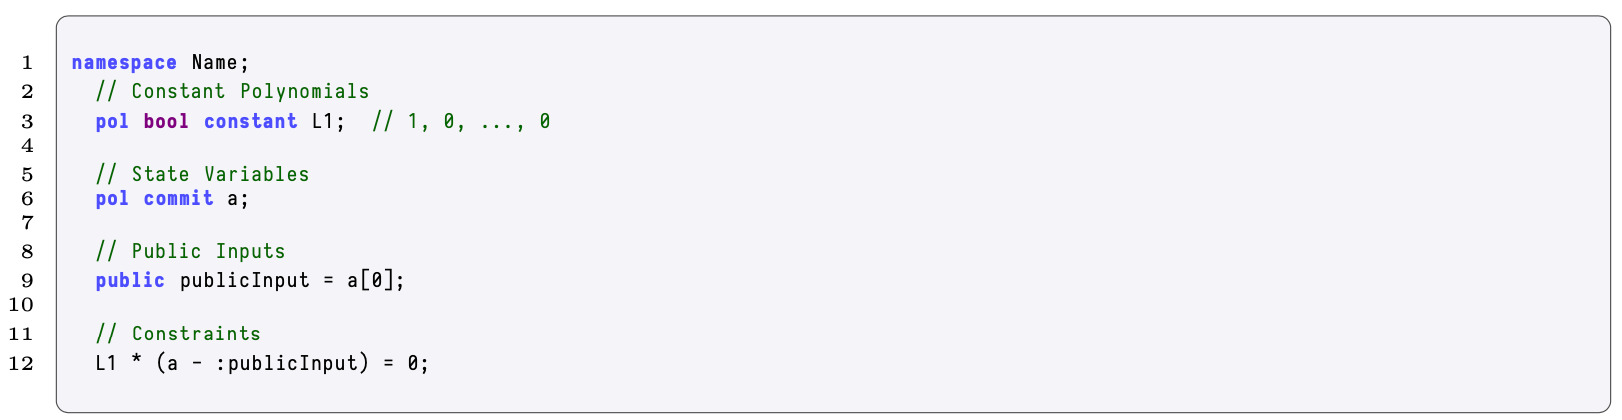 1 namespace Name;
2 // Constant Polynomials
3 pol bool constant L1; // 1, 0, ..., 0
4
5 // State Variables
6 pol commit a;
7
8 // Public Inputs
9 public publicInput = a[0];
10
11 // Constraints
12 L1 * (a - :publicInput) = 0;